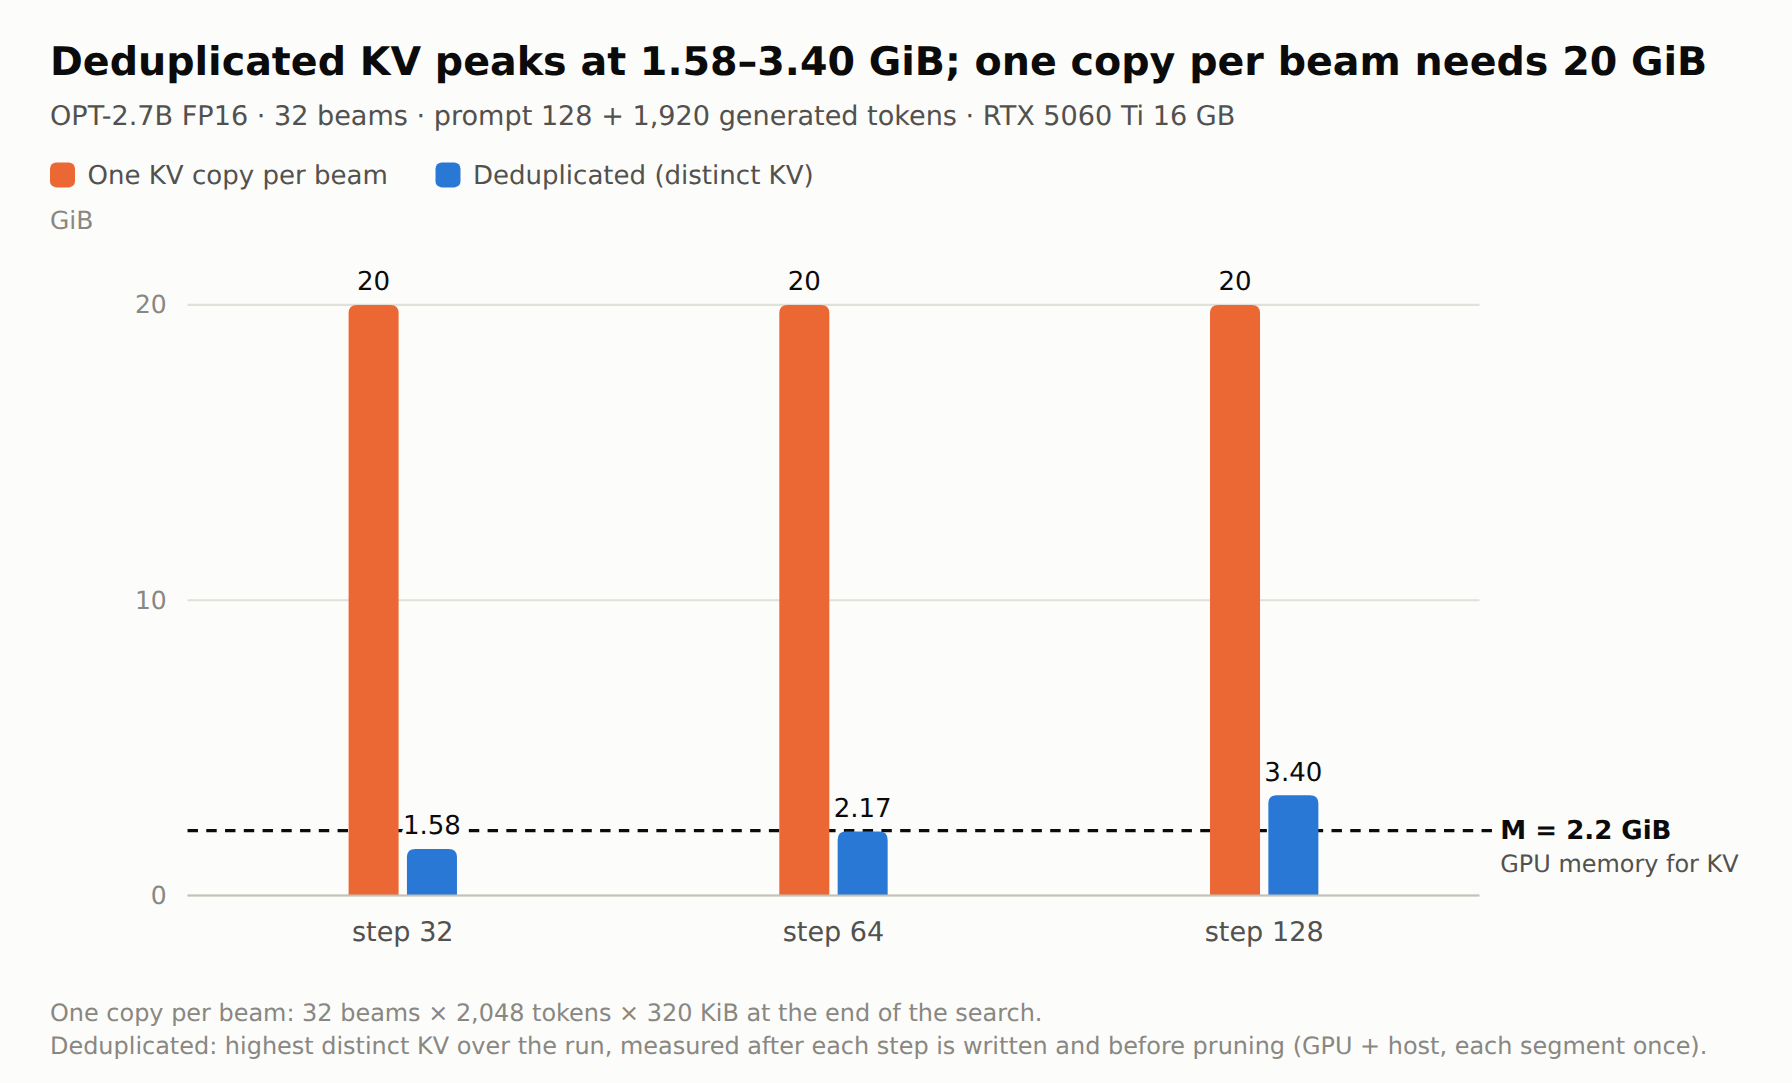 Deduplicated KV peaks at 1.58–3.40 GiB; one copy per beam needs 20 GiB
OPT-2.7B FP16 · 32 beams · prompt 128 + 1,920 generated tokens · RTX 5060 Ti 16 GB
One KV copy per beam
Deduplicated (distinct KV)
GiB
20
10
0
20
1.58
20
2.17
20
3.40
M = 2.2 GiB
GPU memory for KV
step 32
step 64
step 128
One copy per beam: 32 beams × 2,048 tokens × 320 KiB at the end of the search.
Deduplicated: highest distinct KV over the run, measured after each step is written and before pruning (GPU + host, each segment once).